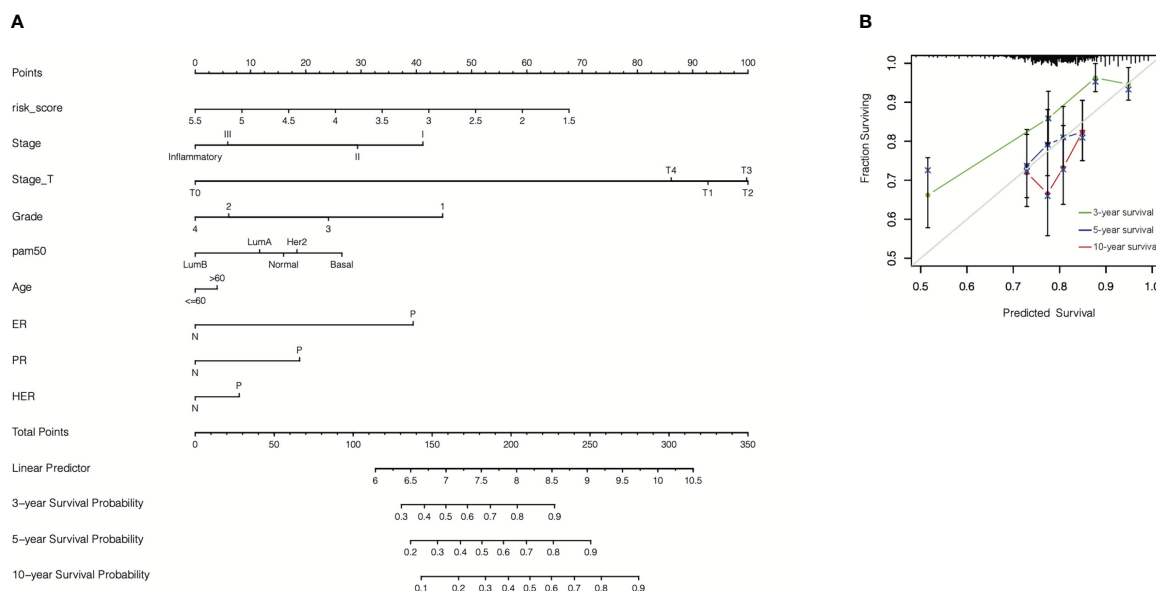 A
Points
0 10 20 30 40 50 60 70 80 90 100
risk_score
5.5 5 4.5 4 3.5 3 2.5 2 1.5
Stage
III I
Inflammatory II
Stage_T
T4 T3
T0 T1 T2
Grade
2 1
4 3
pam50
LumA Her2
LumB Normal Basal
Age
>60
<=60
ER
P
N
PR
P
N
HER
P
N
Total Points
0 50 100 150 200 250 300 350
Linear Predictor
6 6.5 7 7.5 8 8.5 9 9.5 10 10.5
3−year Survival Probability
0.3 0.4 0.5 0.6 0.7 0.8 0.9
5−year Survival Probability
0.2 0.3 0.4 0.5 0.6 0.7 0.8 0.9
10−year Survival Probability
0.1 0.2 0.3 0.4 0.5 0.6 0.7 0.8 0.9
B
Fraction Surviving
1.0
0.9
0.8
0.7
0.6
0.5
3-year survival
5-year survival
10-year survival
0.5 0.6 0.7 0.8 0.9 1.0
Predicted Survival